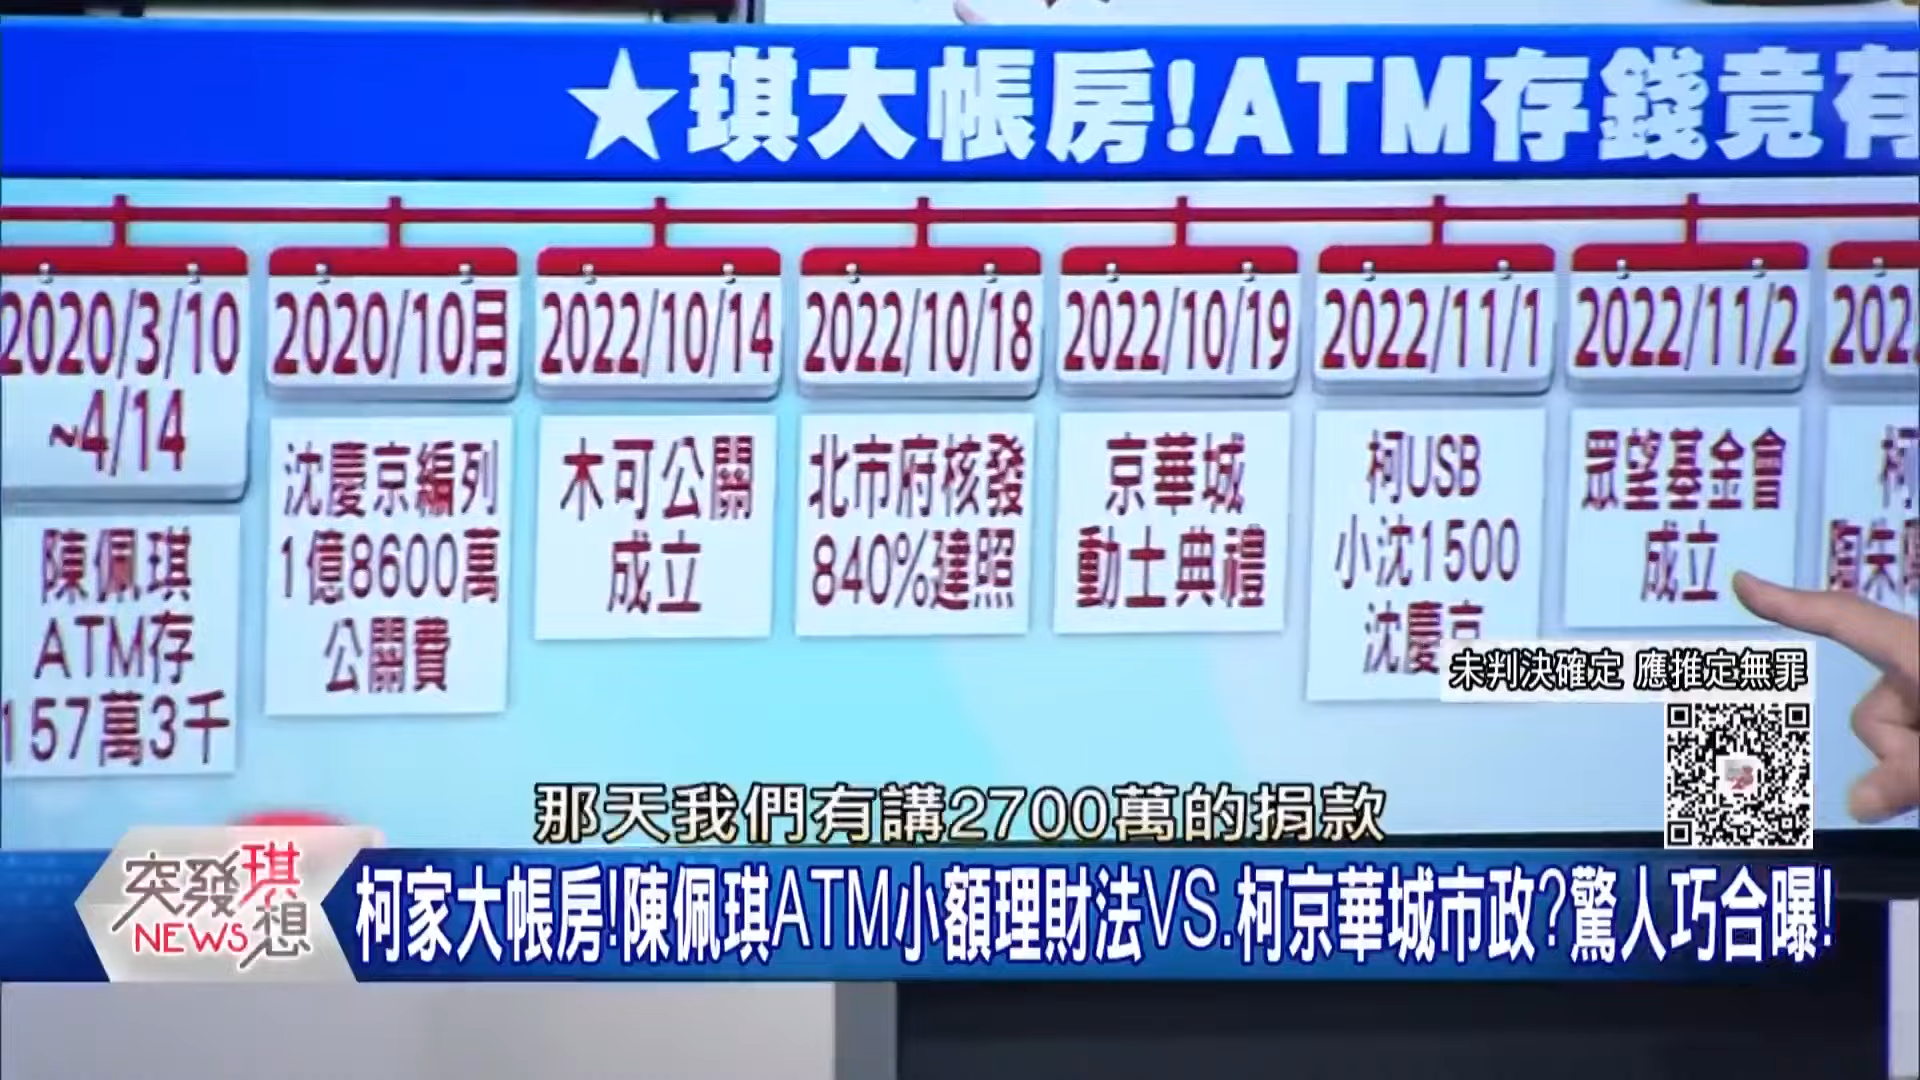 ★琪大帳房!ATM存錢竟有
2020/3/10
~4/14
陳佩琪
ATM存
157萬3千
2020/10月
沈慶京編列
1億8600萬
公關費
2022/10/14
木可公關
成立
2022/10/18
北市府核發
840%建照
2022/10/19
京華城
動土典禮
2022/11/1
柯USB
小沈1500
沈慶京
2022/11/2
眾望基金會
成立
202
柯
陶朱
未判決確定 應推定無罪
那天我們有講2700萬的捐款
突發琪想
NEWS
柯家大帳房!陳佩琪ATM小額理財法VS.柯京華城市政?驚人巧合曝!